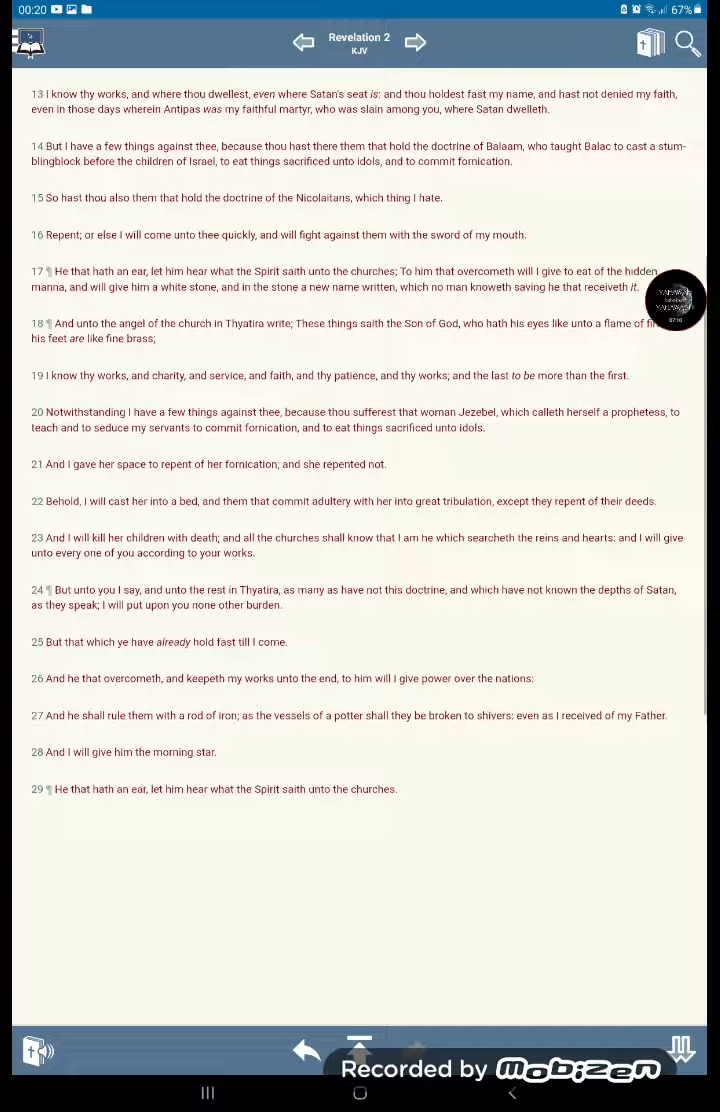 00:20
67%
Revelation 2
KJV
13 I know thy works, and where thou dwellest, even where Satan's seat is: and thou holdest fast my name, and hast not denied my faith,
even in those days wherein Antipas was my faithful martyr, who was slain among you, where Satan dwelleth.
14 But I have a few things against thee, because thou hast there them that hold the doctrine of Balaam, who taught Balac to cast a stum-
blingblock before the children of Israel, to eat things sacrificed unto idols, and to commit fornication.
15 So hast thou also them that hold the doctrine of the Nicolaitans, which thing I hate.
16 Repent; or else I will come unto thee quickly, and will fight against them with the sword of my mouth.
17 ¶ He that hath an ear, let him hear what the Spirit saith unto the churches; To him that overcometh will I give to eat of the hidden
manna, and will give him a white stone, and in the stone a new name written, which no man knoweth saving he that receiveth it.
YAHAWAH
YAHAWASHI
07:10
18 ¶ And unto the angel of the church in Thyatira write; These things saith the Son of God, who hath his eyes like unto a flame of
his feet are like fine brass;
19 I know thy works, and charity, and service, and faith, and thy patience, and thy works; and the last to be more than the first.
20 Notwithstanding I have a few things against thee, because thou sufferest that woman Jezebel, which calleth herself a prophetess, to
teach and to seduce my servants to commit fornication, and to eat things sacrificed unto idols.
21 And I gave her space to repent of her fornication; and she repented not.
22 Behold, I will cast her into a bed, and them that commit adultery with her into great tribulation, except they repent of their deeds.
23 And I will kill her children with death; and all the churches shall know that I am he which searcheth the reins and hearts: and I will give
unto every one of you according to your works.
24 ¶ But unto you I say, and unto the rest in Thyatira, as many as have not this doctrine, and which have not known the depths of Satan,
as they speak; I will put upon you none other burden.
25 But that which ye have already hold fast till I come.
26 And he that overcometh, and keepeth my works unto the end, to him will I give power over the nations:
27 And he shall rule them with a rod of iron; as the vessels of a potter shall they be broken to shivers: even as I received of my Father.
28 And I will give him the morning star.
29 ¶ He that hath an ear, let him hear what the Spirit saith unto the churches.
Recorded by mobizen